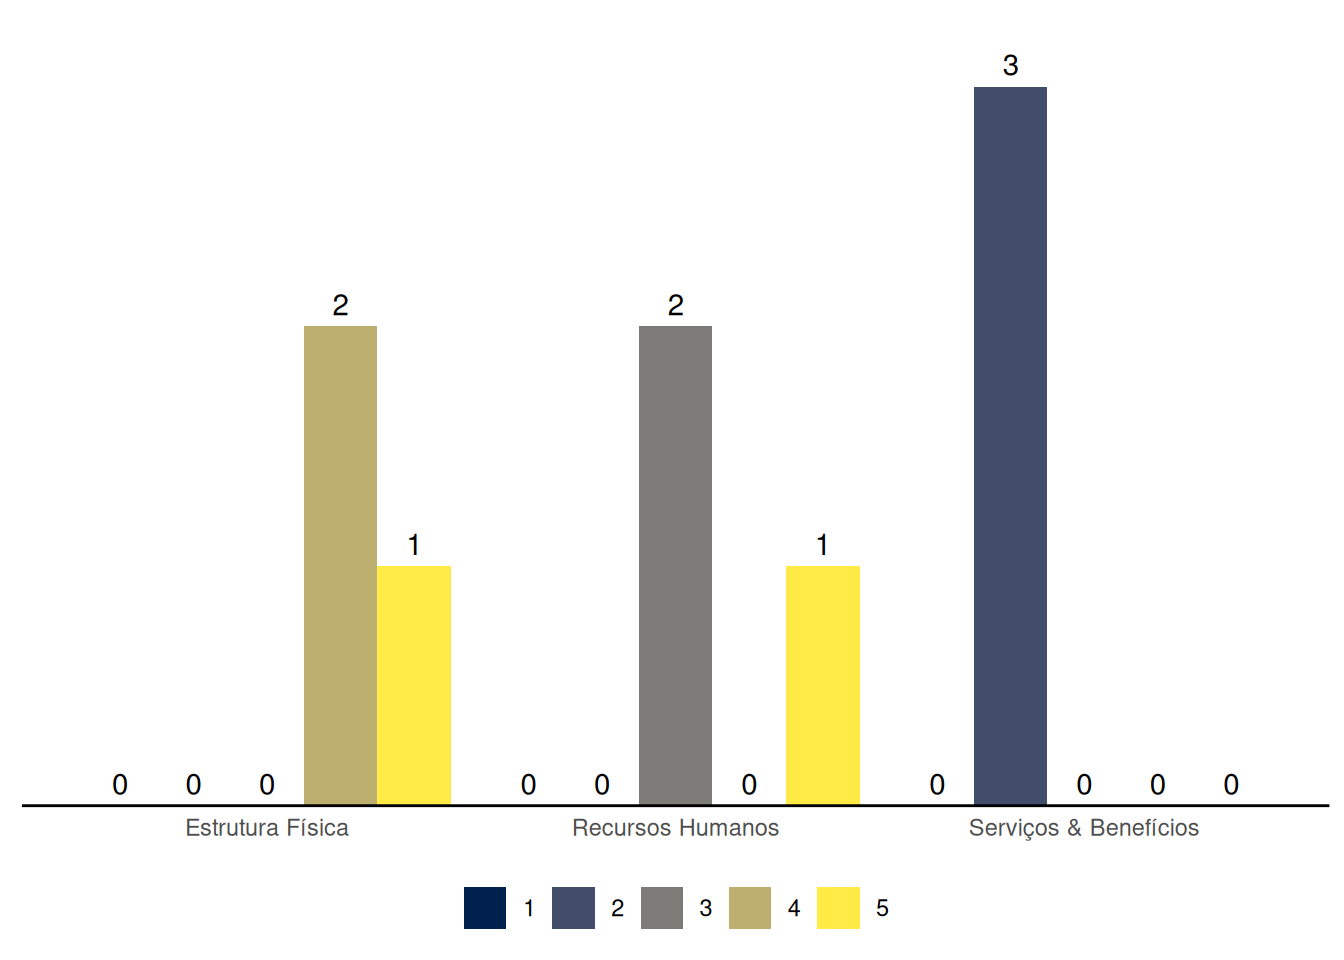 3
2 2
1 1
0 0 0 0 0 0 0 0 0 0
Estrutura Física Recursos Humanos Serviços & Benefícios
1 2 3 4 5